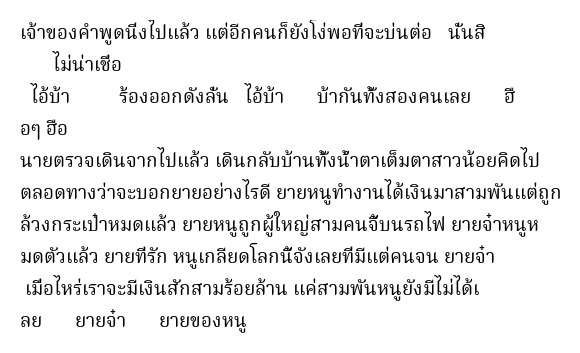 เจ้าของคำพูดนึงไปแล้ว แต่อีกคนก็ยังโง่พอที่จะบ่นต่อ นั่นสิ
ไม่น่าเชื่อ
ไอ้บ้า ร้องออกดังลั่น ไอ้บ้า บ้ากันทั้งสองคนเลย ฮื
อๆ ฮือ
นายตรวจเดินจากไปแล้ว เดินกลับบ้านทั้งน้ำตาเต็มตาสาวน้อยคิดไป
ตลอดทางว่าจะบอกยายอย่างไรดี ยายหนูทำงานได้เงินมาสามพันแต่ถูก
ล้วงกระเป๋าหมดแล้ว ยายหนูถูกผู้ใหญ่สามคนจีบนรถไฟ ยายจ๋าหนูห
มดตัวแล้ว ยายที่รัก หนูเกลียดโลกนี้จังเลยที่มีแต่คนจน ยายจ๋า
เมื่อไหร่เราจะมีเงินสักสามร้อยล้าน แค่สามพันหนูยังมีไม่ได้เ
ลย ยายจ๋า ยายของหนู